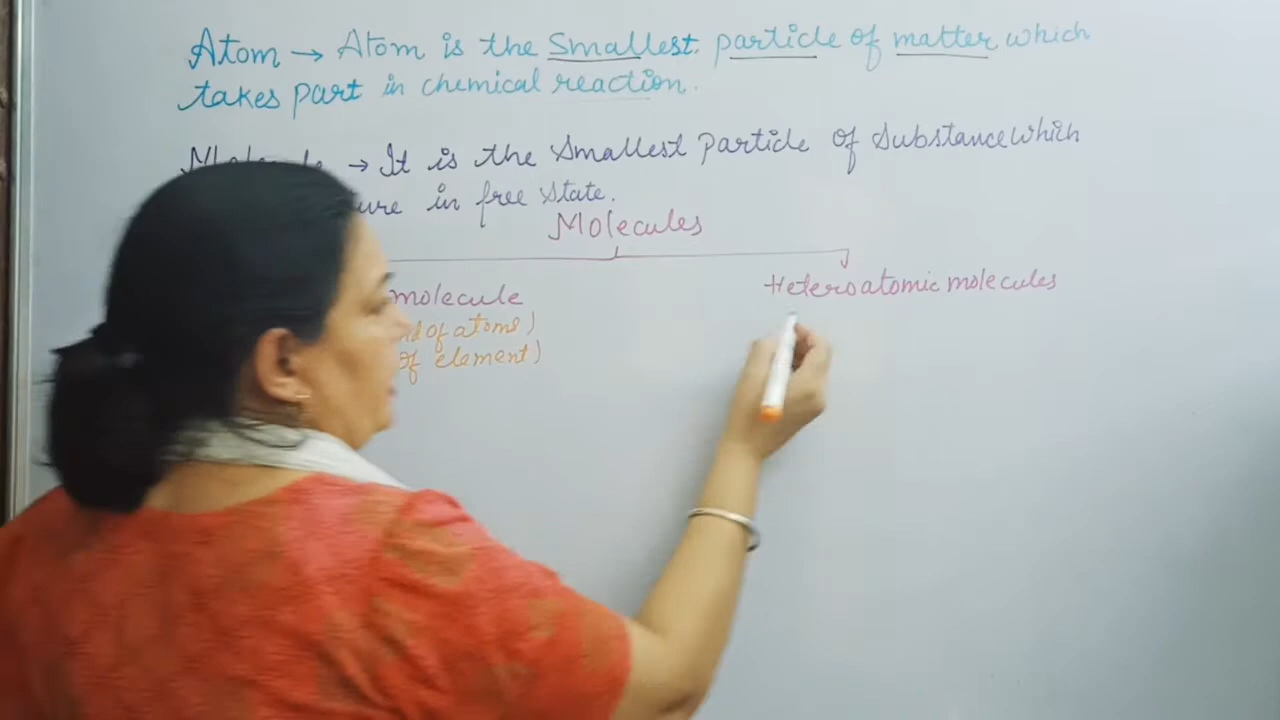 Atom → Atom is the Smallest particle of matter which
takes part in chemical reaction.
Molecule → It is the Smallest Particle of Substance which
in free State.
Molecules
molecule
Heteroatomic molecules
of atoms)
of element)